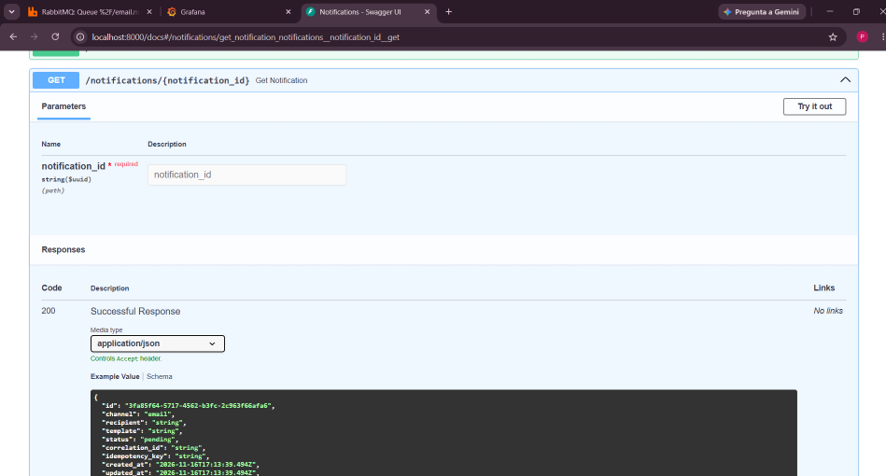 RabbitMQ: Queue %2F/email.n
Grafana
Notifications - Swagger UI
Pregunta a Gemini
localhost:8000/docs#/notifications/get_notification_notifications__notification_id__get
P
GET /notifications/{notification_id} Get Notification
Parameters
Try it out
Name Description
notification_id * required
string($uuid)
(path)
notification_id
Responses
Code Description Links
200 Successful Response No links
Media type
application/json
Controls Accept header.
Example Value | Schema
{
"id": "3fa85f64-5717-4562-b3fc-2c963f66afa6",
"channel": "email",
"recipient": "string",
"template": "string",
"status": "pending",
"correlation_id": "string",
"idempotency_key": "string",
"created_at": "2026-11-16T17:13:39.494Z",
"updated_at": "2026-11-16T17:13:39.494Z",